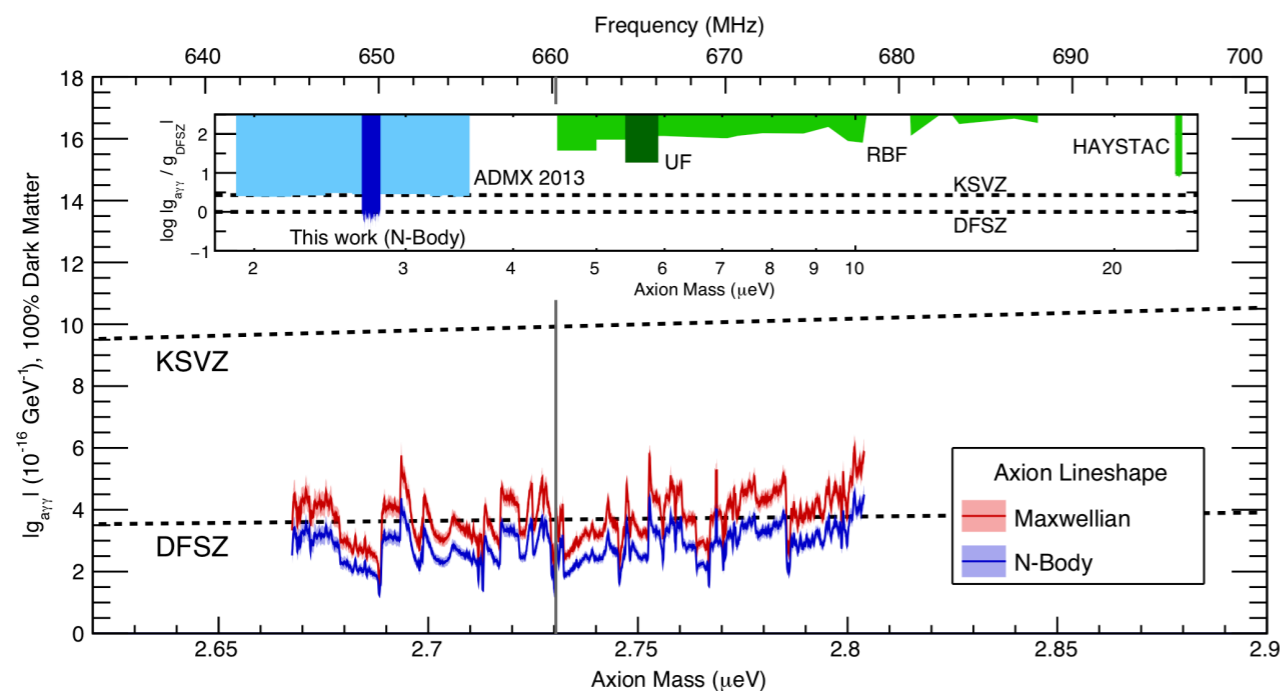 Frequency (MHz)
640 650 660 670 680 690 700
18
16
14
12
10
8
6
4
2
0
|g_aγγ| (10^-16 GeV^-1), 100% Dark Matter
log |g_aγγ / g_DFSZ|
2
1
0
−1
ADMX 2013
UF
RBF
HAYSTAC
KSVZ
DFSZ
This work (N-Body)
2 3 4 5 6 7 8 9 10 20
Axion Mass (μeV)
KSVZ
DFSZ
Axion Lineshape
Maxwellian
N-Body
2.65 2.7 2.75 2.8 2.85 2.9
Axion Mass (μeV)